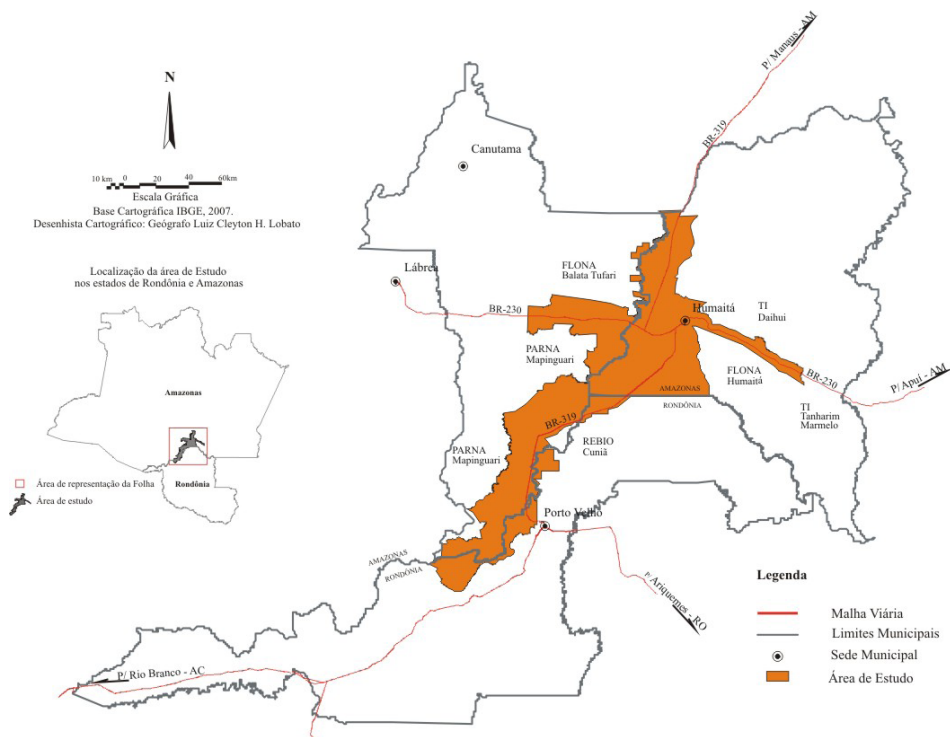 N
10 km 0 20 40 60km
Escala Gráfica
Base Cartográfica IBGE, 2007.
Desenhista Cartográfico: Geógrafo Luiz Cleyton H. Lobato
Localização da área de Estudo
nos estados de Rondônia e Amazonas
Amazonas
Rondônia
Área de representação da Folha
Área de estudo
P/ Manaus - AM
BR-319
Canutama
Lábrea
FLONA
Balata Tufari
BR-230
Humaitá
TI
Daihui
PARNA
Mapinguari
FLONA
Humaitá
BR-230
P/ Apuí - AM
AMAZONAS
RONDÔNIA
TI
Tanharim
Marmelo
BR-319
REBIO
Cuniã
PARNA
Mapinguari
Porto Velho
AMAZONAS
RONDÔNIA
P/ Ariquemes - RO
P/ Rio Branco - AC
Legenda
Malha Viária
Limites Municipais
Sede Municipal
Área de Estudo